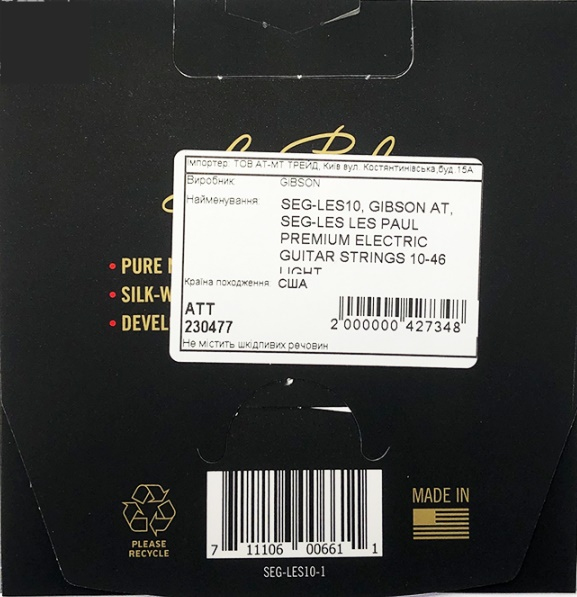 Імпортер: ТОВ АТ-МТ ТРЕЙД, Київ вул. Костянтинівська,буд.15А
Виробник GIBSON
Найменування SEG-LES10, GIBSON AT,
SEG-LES LES PAUL
PREMIUM ELECTRIC
GUITAR STRINGS 10-46
LIGHT
• PURE
• SILK-W
• DEVEL
Країна походження США
ATT
230477
2 000000 427348
Не містить шкідливих речовин
PLEASE
RECYCLE
7 11106 00661 1
SEG-LES10-1
MADE IN